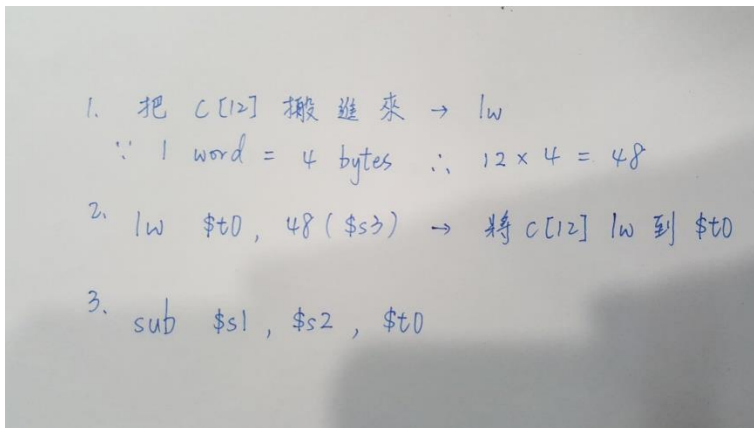 1. 把 C[12] 搬進來 → lw
∵ 1 word = 4 bytes ∴ 12 × 4 = 48
2. lw $t0, 48($s3) → 將 C[12] lw 到 $t0
3. sub $s1, $s2, $t0